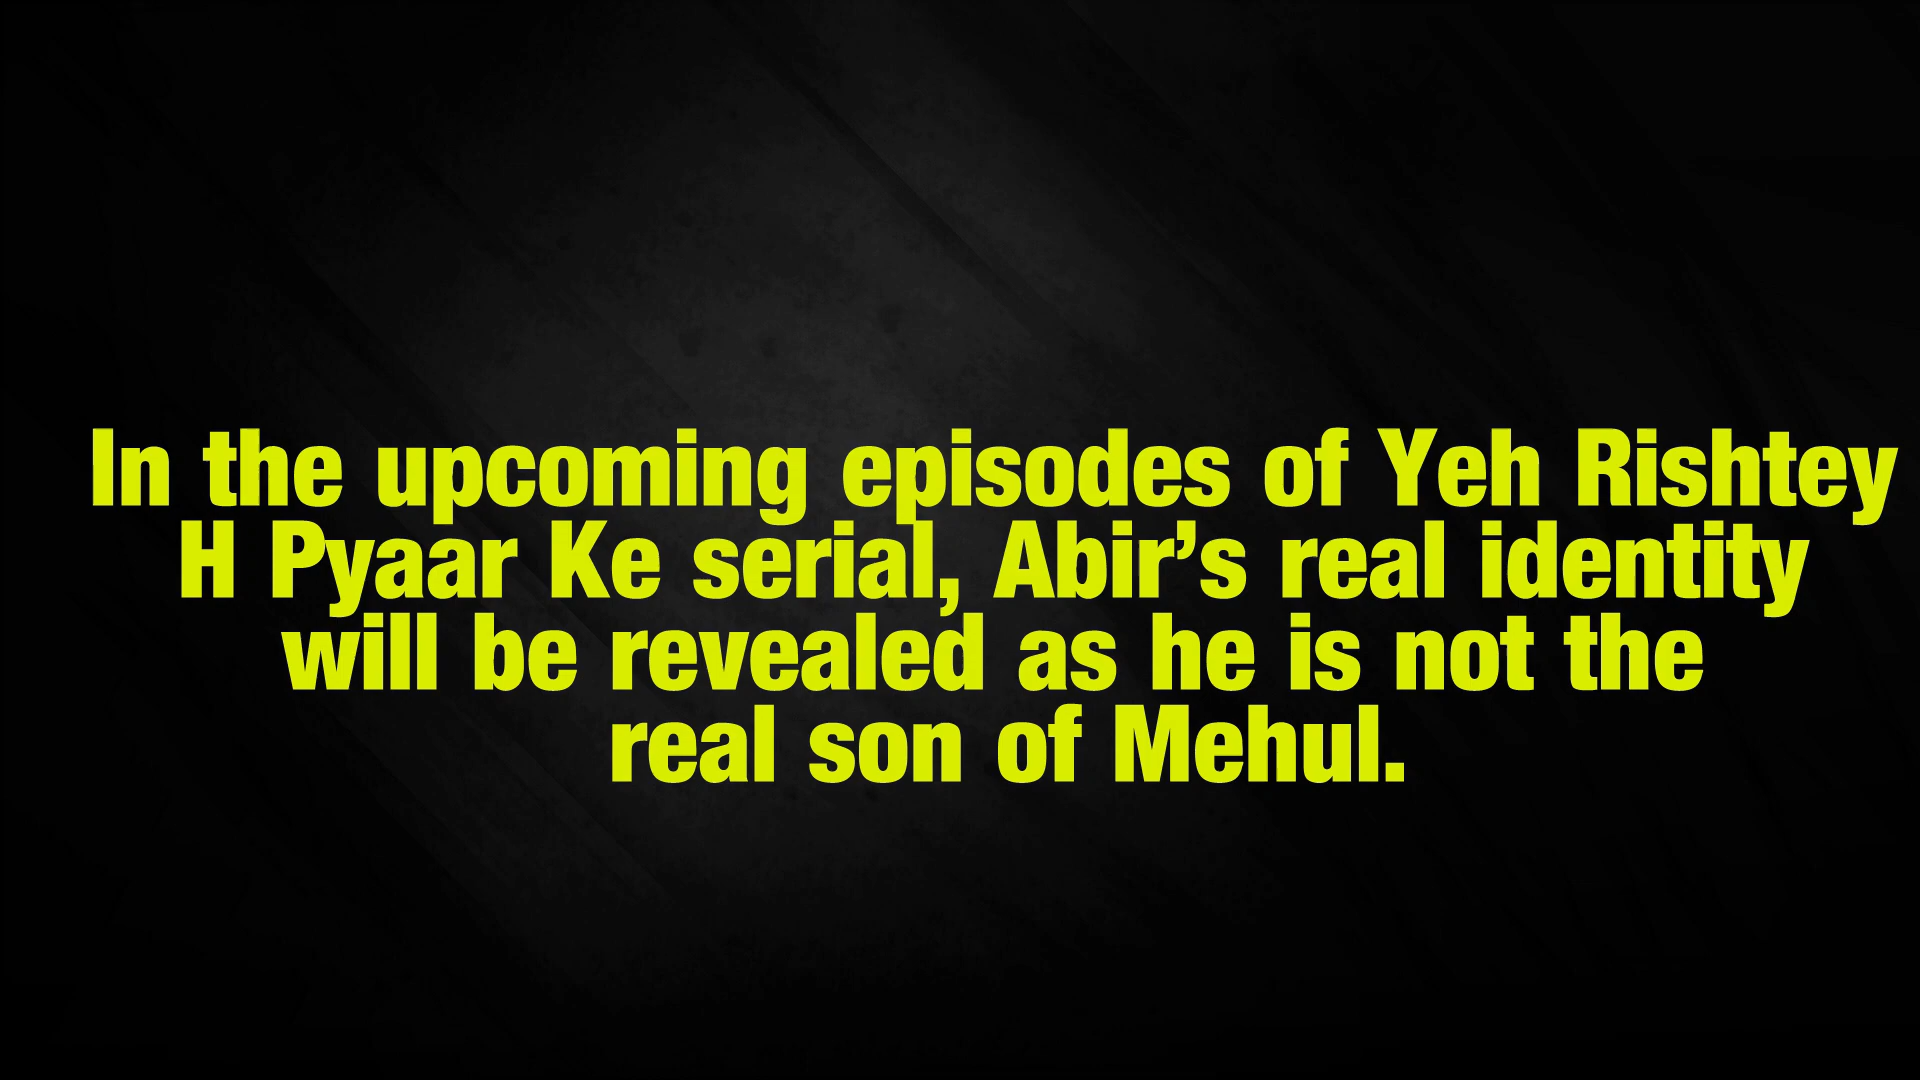 In the upcoming episodes of Yeh Rishtey
H Pyaar Ke serial, Abir’s real identity
will be revealed as he is not the
real son of Mehul.